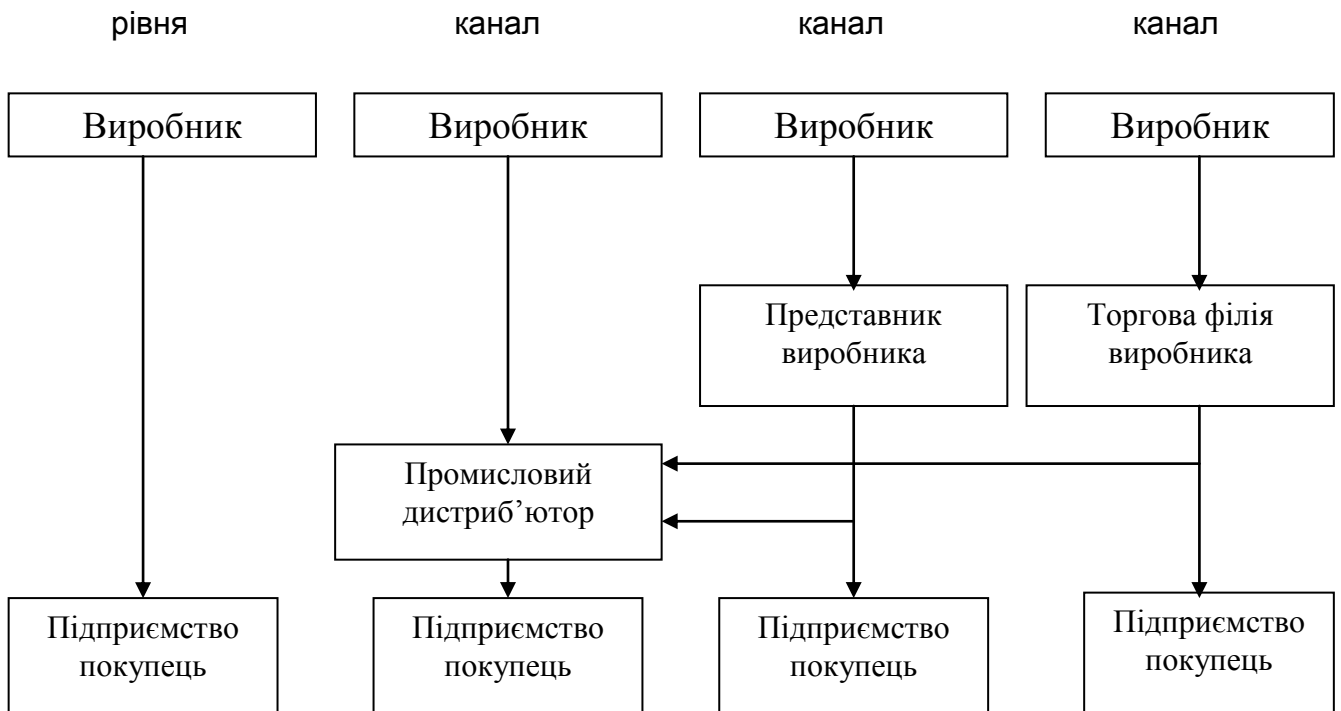 рівня канал канал канал
Виробник Виробник Виробник Виробник
Представник
виробника
Торгова філія
виробника
Промисловий
дистриб’ютор
Підприємство
покупець
Підприємство
покупець
Підприємство
покупець
Підприємство
покупець